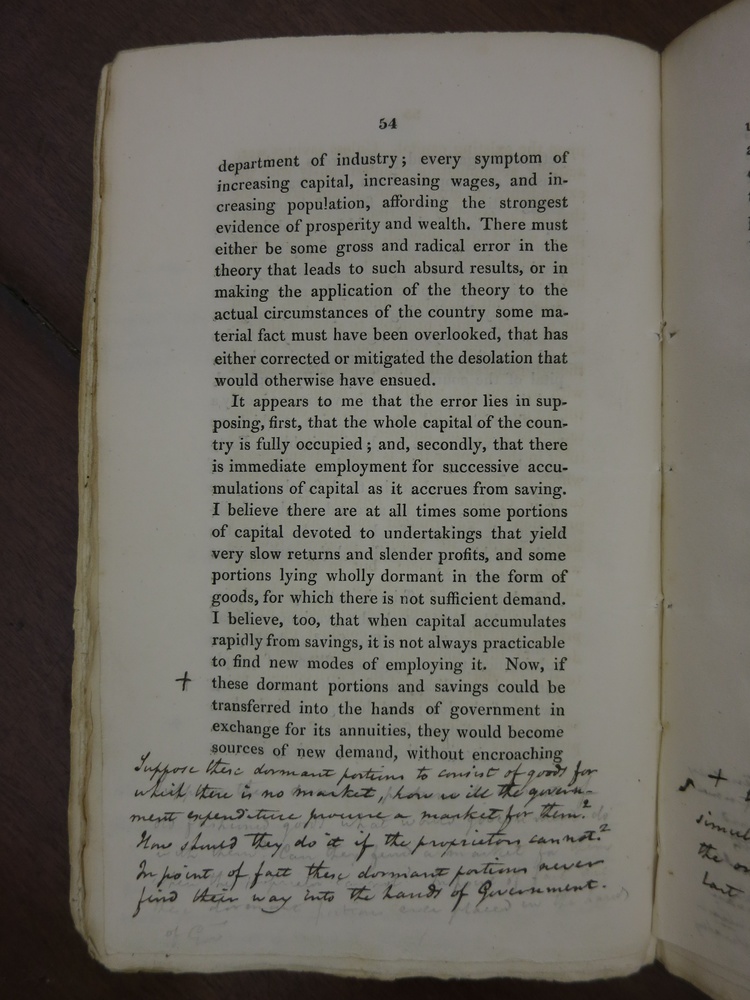 54
department of industry; every symptom of
increasing capital, increasing wages, and in-
creasing population, affording the strongest
evidence of prosperity and wealth. There must
either be some gross and radical error in the
theory that leads to such absurd results, or in
making the application of the theory to the
actual circumstances of the country some ma-
terial fact must have been overlooked, that has
either corrected or mitigated the desolation that
would otherwise have ensued.
It appears to me that the error lies in sup-
posing, first, that the whole capital of the coun-
try is fully occupied; and, secondly, that there
is immediate employment for successive accu-
mulations of capital as it accrues from saving.
I believe there are at all times some portions
of capital devoted to undertakings that yield
very slow returns and slender profits, and some
portions lying wholly dormant in the form of
goods, for which there is not sufficient demand.
I believe, too, that when capital accumulates
rapidly from savings, it is not always practicable
to find new modes of employing it. Now, if
+ these dormant portions and savings could be
transferred into the hands of government in
exchange for its annuities, they would become
sources of new demand, without encroaching
Suppose these dormant portions to consist of goods for
which there is no market, how will the govern-
ment expenditure procure a market for them?
How should they do it if the proprietors cannot?
In point of fact these dormant portions never
find their way into the hands of Government.
+
simul
the